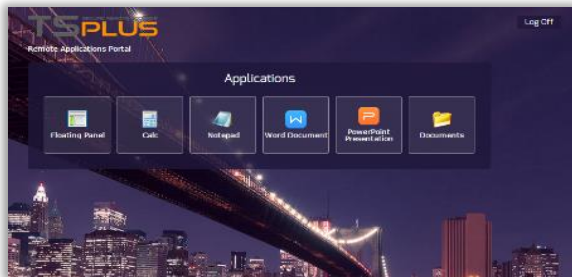 TSPLUS
Log Off
Remote Applications Portal
Applications
Floating Panel
Calc
Notepad
Word Document
PowerPoint
Presentation
Documents